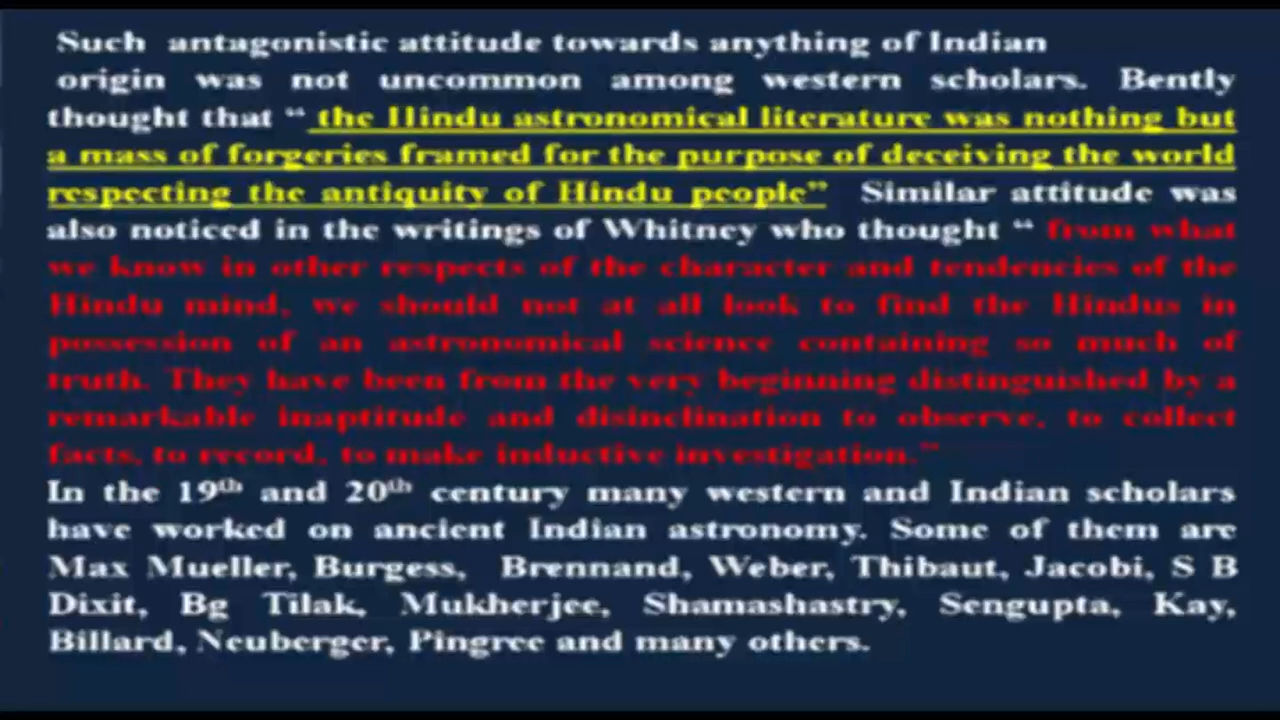 Such antagonistic attitude towards anything of Indian
origin was not uncommon among western scholars. Bently
thought that “ the Hindu astronomical literature was nothing but
a mass of forgeries framed for the purpose of deceiving the world
respecting the antiquity of Hindu people” Similar attitude was
also noticed in the writings of Whitney who thought “ from what
we know in other respects of the character and tendencies of the
Hindu mind, we should not at all look to find the Hindus in
possession of an astronomical science containing so much of
truth. They have been from the very beginning distinguished by a
remarkable inaptitude and disinclination to observe, to collect
facts, to record, to make inductive investigation.”
In the 19th and 20th century many western and Indian scholars
have worked on ancient Indian astronomy. Some of them are
Max Mueller, Burgess, Brennand, Weber, Thibaut, Jacobi, S B
Dixit, Bg Tilak, Mukherjee, Shamashastry, Sengupta, Kay,
Billard, Neuberger, Pingree and many others.